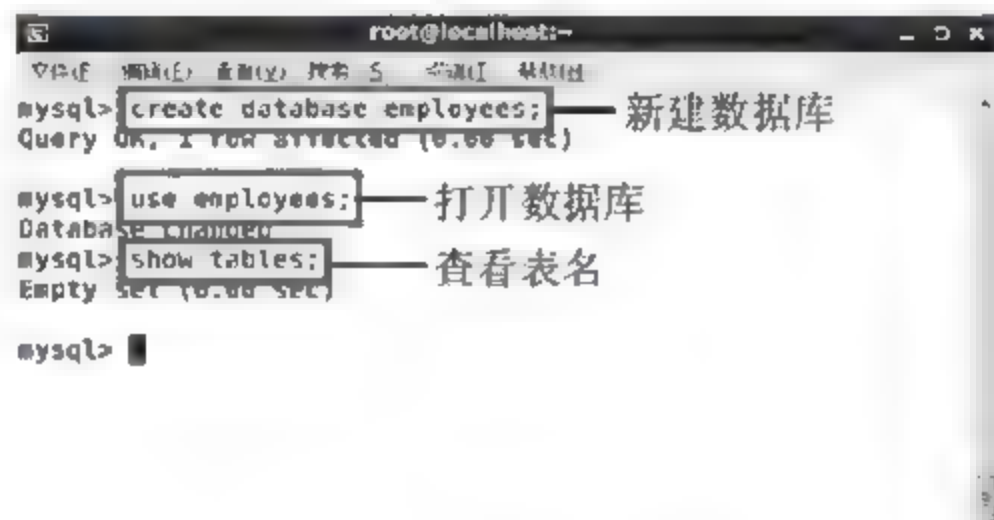 root@localhost:~
mysql> create database employees; 新建数据库
Query OK, 1 row affected (0.00 sec)
mysql> use employees; 打开数据库
Database changed
mysql> show tables; 查看表名
Empty set (0.00 sec)
mysql>